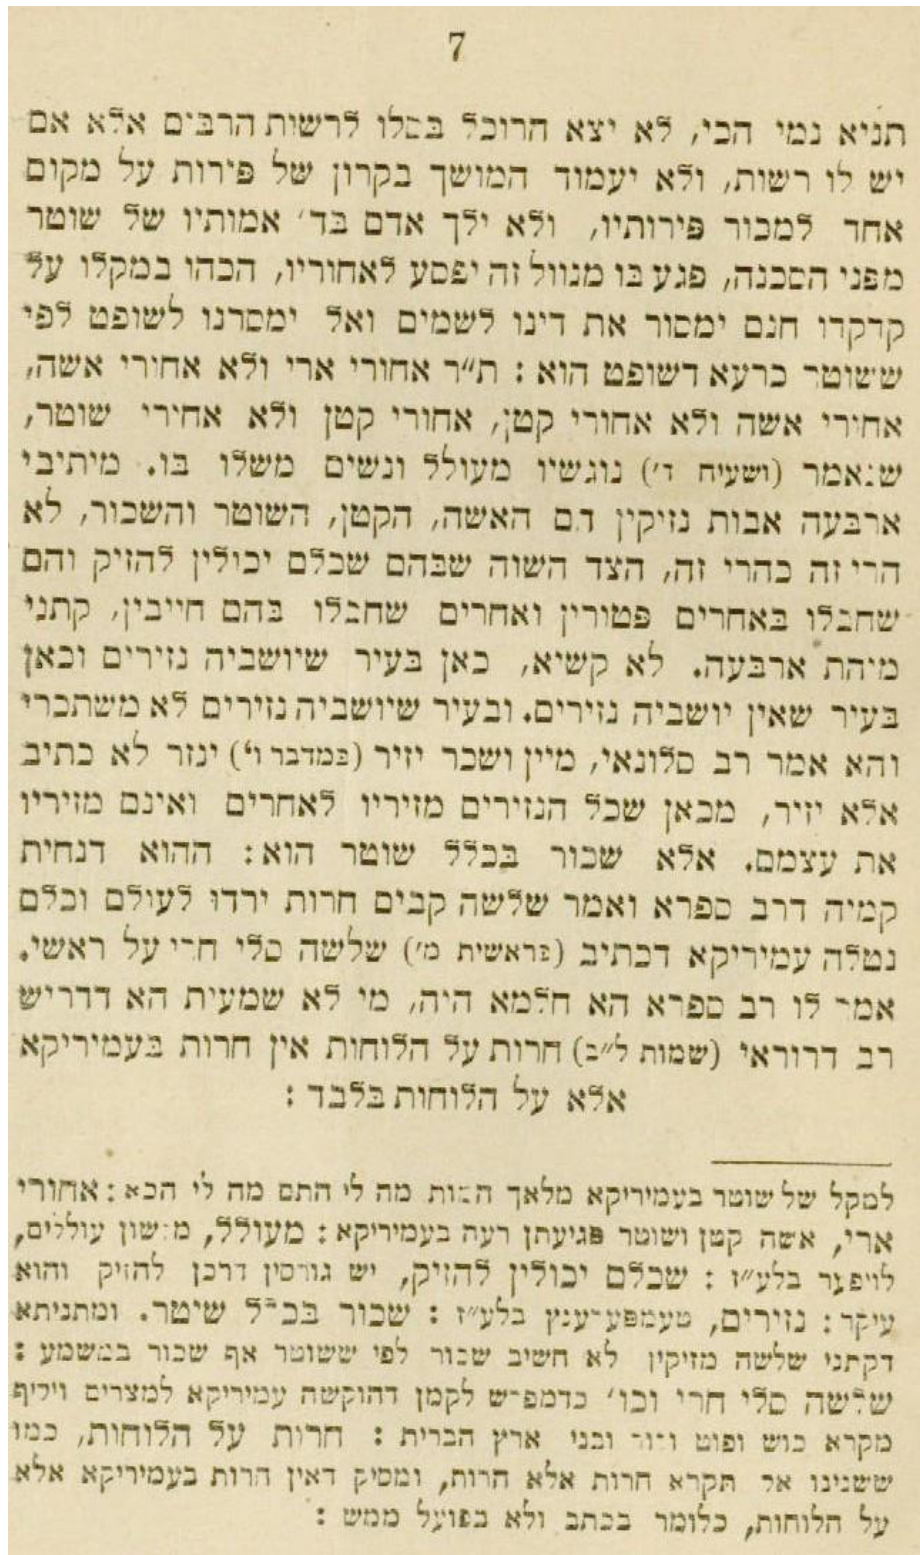 7
תניא נמי הכי, לא יצא הרוכל בסלו לרשות הרבים אלא אם
יש לו רשות, ולא יעמוד המושך בקרון של פירות על מקום
אחד למכור פירותיו, ולא ילך אדם בד׳ אמותיו של שוטר
מפני הסכנה, פגע בו מנוול זה יפסע לאחוריו, הכהו במקלו על
קדקדו חנם ימסור את דינו לשמים ואל ימסרנו לשופט לפי
ששוטר כרעא דשופט הוא : ת״ר אחורי ארי ולא אחורי אשה,
אחורי אשה ולא אחורי קטן, אחורי קטן ולא אחורי שוטר,
שנאמר (ישעיה ד׳) נוגשיו מעולל ונשים משלו בו. מיתיבי
ארבעה אבות נזיקין הם האשה, הקטן, השוטר והשכור, לא
הרי זה כהרי זה, הצד השוה שבהם שכלם יכולין להזיק והם
שחבלו באחרים פטורין ואחרים שחבלו בהם חייבין, קתני
מיהת ארבעה. לא קשיא, כאן בעיר שיושביה נזירים וכאן
בעיר שאין יושביה נזירים. ובעיר שיושביה נזירים לא משתכרי
והא אמר רב סלונאי, מיין ושכר יזיר (במדבר ו׳) ינזר לא כתיב
אלא יזיר, מכאן שכל הנזירים מזיריו לאחרים ואינם מזיריו
את עצמם. אלא שכור בכלל שוטר הוא : ההוא דנחית
קמיה דרב ספרא ואמר שלשה קבים חרות ירדו לעולם וכלם
נטלה עמיריקא דכתיב (בראשית מ׳) שלשה סלי חרי על ראשי.
אמר לו רב ספרא הא חלמא היה, מי לא שמעית הא דדריש
רב דרוראי (שמות ל״ב) חרות על הלוחות אין חרות בעמיריקא
אלא על הלוחות בלבד :
למקל של שוטר בעמיריקא מלאך המות מה לי התם מה לי הכא : אחורי
ארי, אשה קטן ושוטר פגיעתן רעה בעמיריקא : מעולל, משון עוללים,
לויפער בלע״ז : שכלם יכולין להזיק, יש גורסין דרכן להזיק והוא
עיקר : נזירים, טעמפערענץ בלע״ז : שכור בכלל שוטר. ומתניתא
דקתני שלשה מזיקין לא חשיב שכור לפי ששוטר אף שכור במשמע :
שלשה סלי חרי וכו׳ כדמפרש לקמן דהוקשה עמיריקא למצרים ויליף
מקרא כוש ופוט ובני ארץ הברית : חרות על הלוחות, כמו
ששנינו אל תקרא חרות אלא חרות, ומסיק דאין חרות בעמיריקא אלא
על הלוחות, כלומר בכתב ולא בפועל ממש :